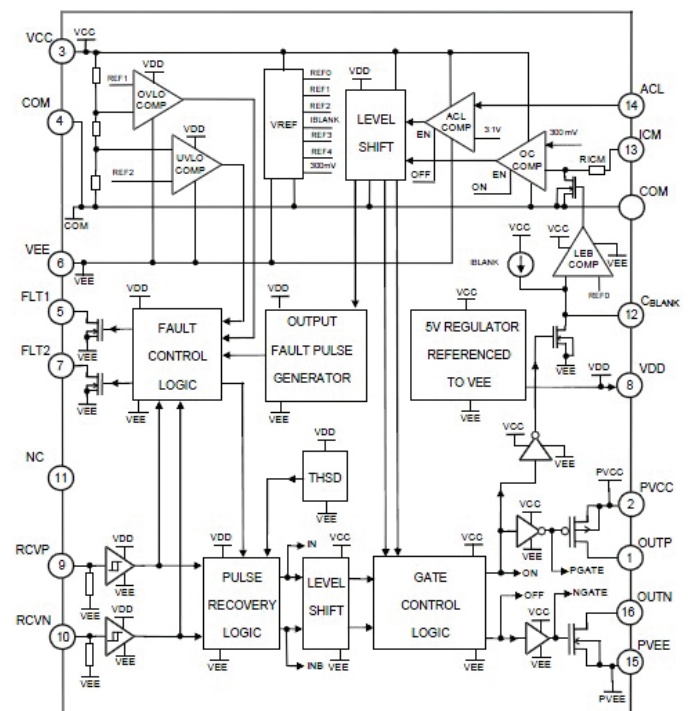 VCC
3
VCC
COM
4
REF1
OVLO
COMP
VDD
REF2
UVLO
COMP
VDD
COM
VREF
REF0
REF1
REF2
IBLANK
REF3
REF4
300mV
VDD
LEVEL
SHIFT
ACL
COMP
EN
OFF
3.1V
OC
COMP
EN
ON
300 mV
RICM
ACL
14
ICM
13
COM
VEE
6
VEE
VCC
IBLANK
VCC
LEB
COMP
VEE
REF0
FLT1
5
VEE
FLT2
7
VEE
VDD
FAULT
CONTROL
LOGIC
VEE
VDD
OUTPUT
FAULT PULSE
GENERATOR
VEE
VCC
5V REGULATOR
REFERENCED
TO VEE
VEE
VEE
CBLANK
12
VDD
VDD
8
NC
11
VDD
THSD
VEE
VCC
VEE
PVCC
PVCC
2
RCVP
9
VEE
VDD
VEE
VDD
PULSE
RECOVERY
LOGIC
VEE
IN
INB
VCC
LEVEL
SHIFT
VEE
VCC
GATE
CONTROL
LOGIC
VEE
VCC
VEE
ON
PGATE
OUTP
1
RCVN
10
VEE
VDD
VEE
OFF
NGATE
VCC
VEE
OUTN
16
PVEE
15
PVEE